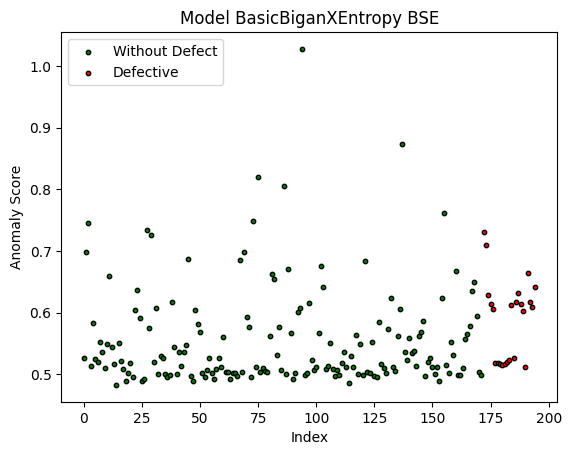 Model BasicBiganXEntropy BSE
Without Defect
Defective
Anomaly Score
1.0
0.9
0.8
0.7
0.6
0.5
0 25 50 75 100 125 150 175 200
Index